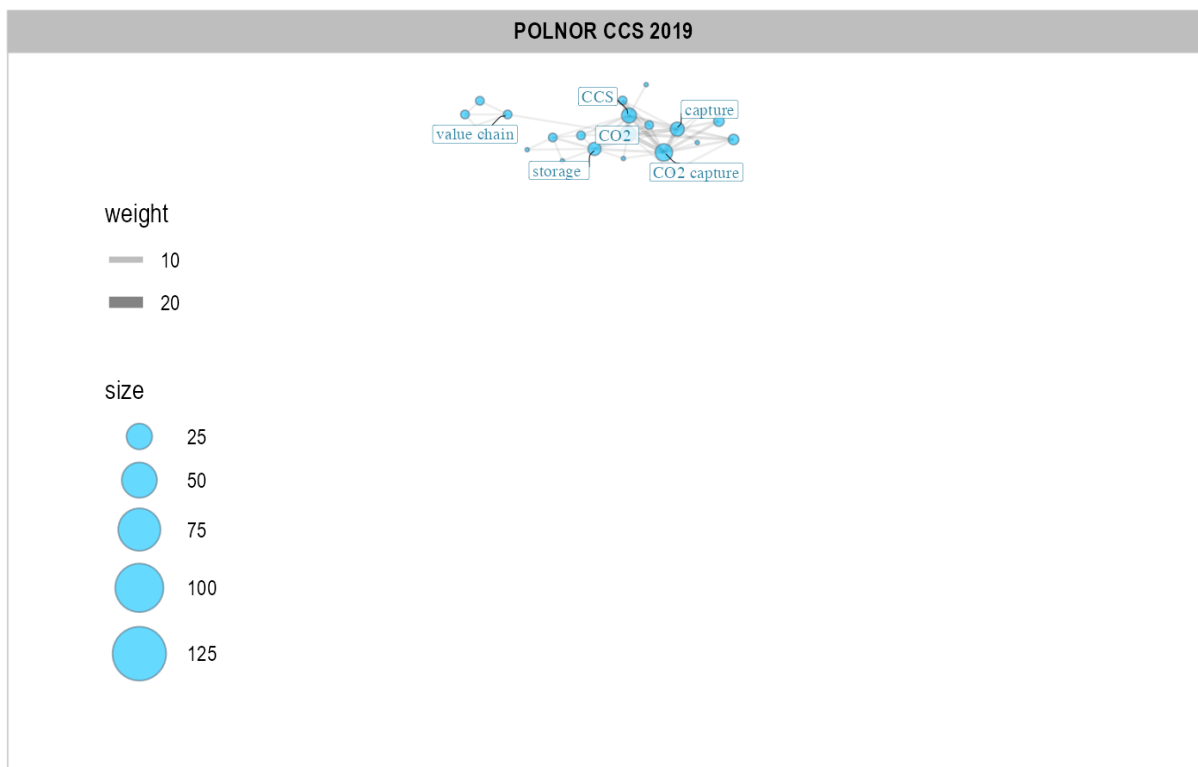 POLNOR CCS 2019
CCS
capture
value chain
CO2
storage
CO2 capture
weight
10
20
size
25
50
75
100
125